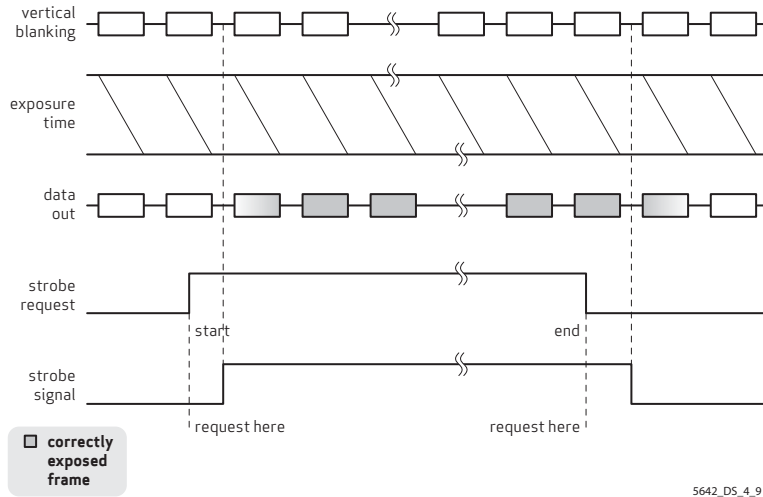 vertical
blanking
exposure
time
data
out
strobe
request
start
end
strobe
signal
request here
request here
correctly
exposed
frame
5642_DS_4_9